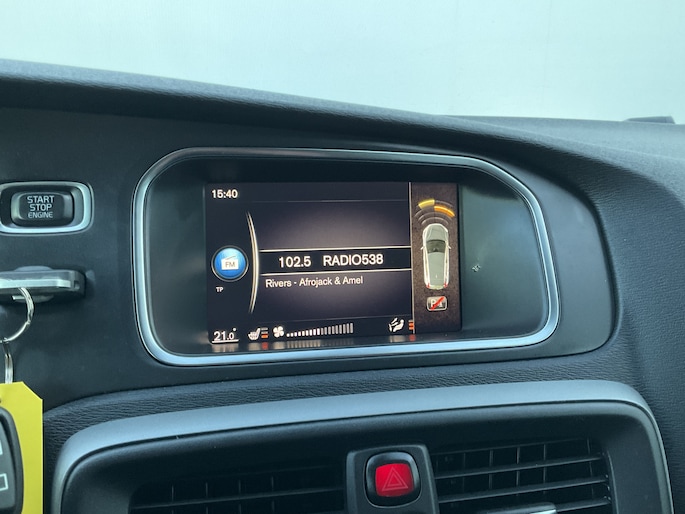 15:40
START
STOP
ENGINE
FM
102.5 RADIO538
TP
Rivers - Afrojack & Amel
21.0°